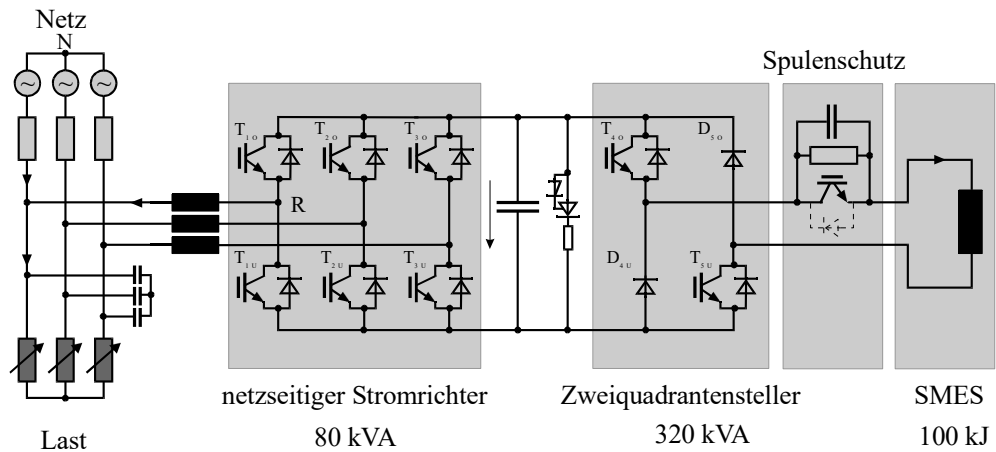 Netz
N
Spulenschutz
T1O
T2O
T3O
T4O
D5O
R
T1U
T2U
T3U
D4U
T5U
netzseitiger Stromrichter
Zweiquadrantensteller
SMES
Last
80 kVA
320 kVA
100 kJ